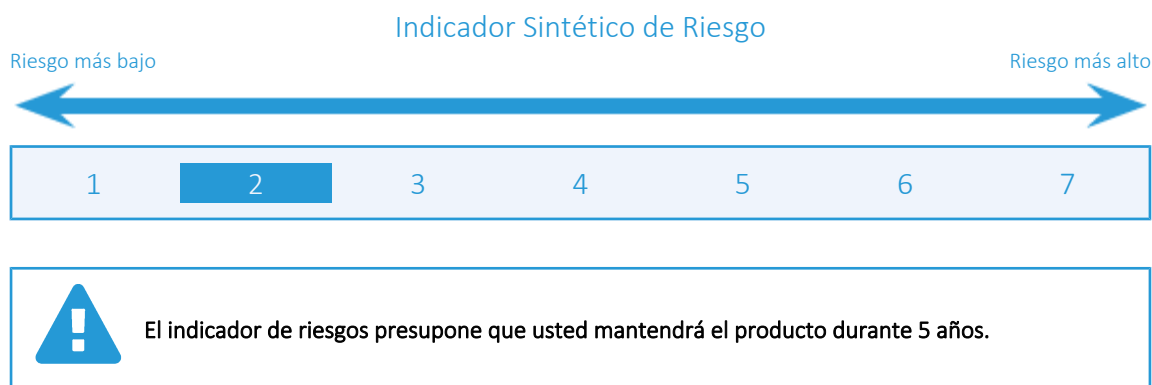 Indicador Sintético de Riesgo
Riesgo más bajo Riesgo más alto
1 2 3 4 5 6 7
El indicador de riesgos presupone que usted mantendrá el producto durante 5 años.